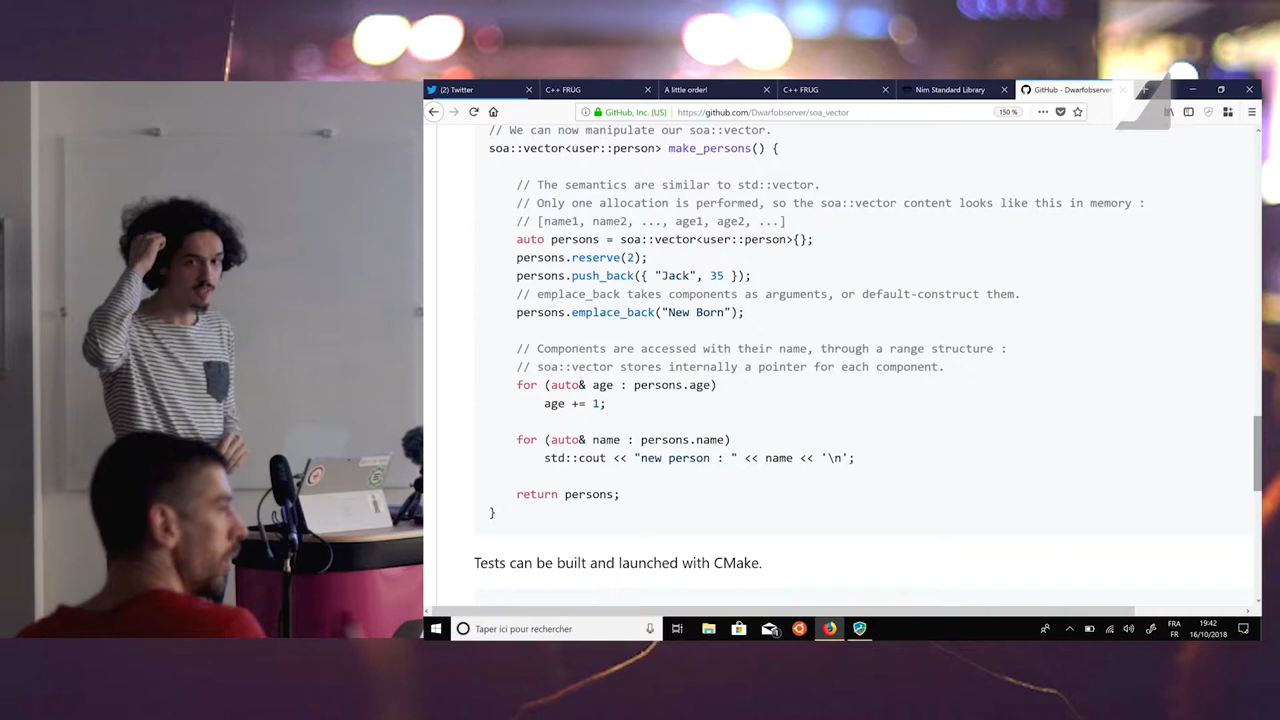 (2) Twitter
C++ FRUG
A little order!
C++ FRUG
Nim Standard Library
GitHub - Dwarfobserver
GitHub, Inc. (US)
https://github.com/Dwarfobserver/soa_vector
150 %
// We can now manipulate our soa::vector.
soa::vector<user::person> make_persons() {
// The semantics are similar to std::vector.
// Only one allocation is performed, so the soa::vector content looks like this in memory :
// [name1, name2, ..., age1, age2, ...]
auto persons = soa::vector<user::person>{};
persons.reserve(2);
persons.push_back({ "Jack", 35 });
// emplace_back takes components as arguments, or default-construct them.
persons.emplace_back("New Born");
// Components are accessed with their name, through a range structure :
// soa::vector stores internally a pointer for each component.
for (auto& age : persons.age)
age += 1;
for (auto& name : persons.name)
std::cout << "new person : " << name << '\n';
return persons;
}
Tests can be built and launched with CMake.
Taper ici pour rechercher
FRA
FR
19:42
16/10/2018